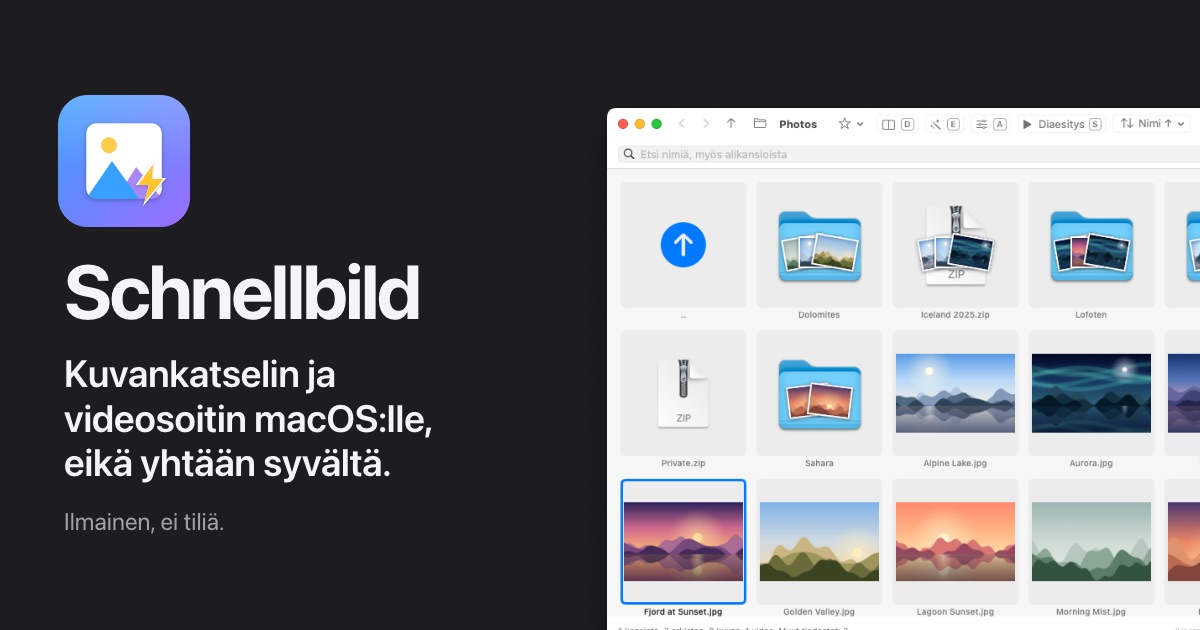 Schnellbild
Kuvankatselin ja
videosoitin macOS:lle,
eikä yhtään syvältä.
Ilmainen, ei tiliä.
Photos
D
E
A
Diaesitys S
Nimi ↑
Etsi nimiä, myös alikansioista
..
Dolomites
ZIP
Iceland 2025.zip
Lofoten
ZIP
Private.zip
Sahara
Alpine Lake.jpg
Aurora.jpg
Fjord at Sunset.jpg
Golden Valley.jpg
Lagoon Sunset.jpg
Morning Mist.jpg